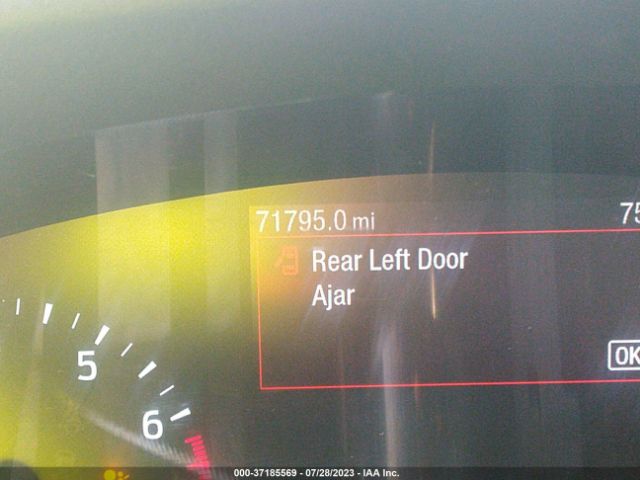 71795.0 mi
75
Rear Left Door
Ajar
OK
5
6
000-37185569 - 07/28/2023 - IAA Inc.